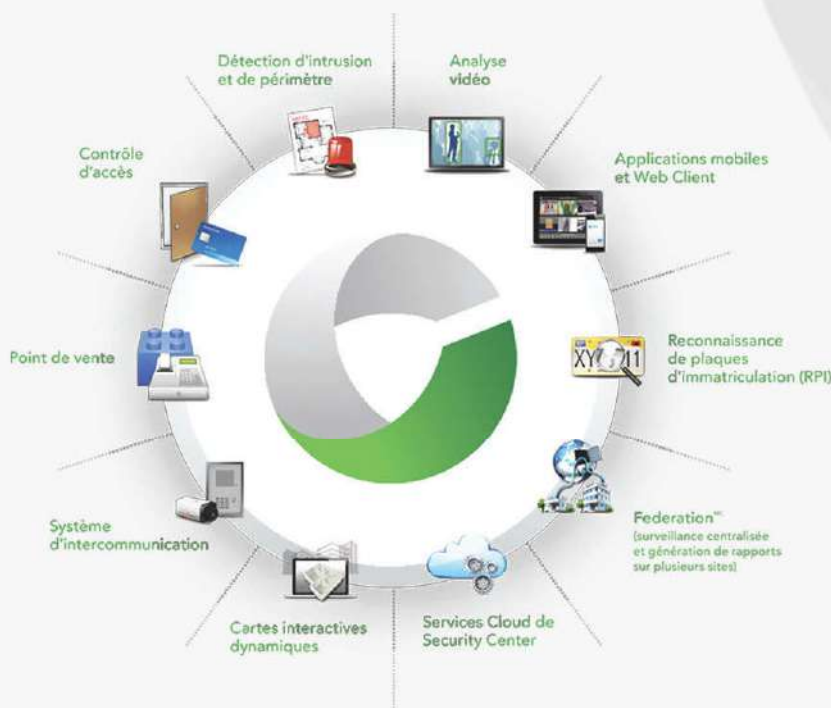 Détection d'intrusion
et de périmètre
Analyse
vidéo
Applications mobiles
et Web Client
Reconnaissance
de plaques
d'immatriculation (RPI)
XY 11
Federation
(surveillance centralisée
et génération de rapports
sur plusieurs sites)
Services Cloud de
Security Center
Cartes interactives
dynamiques
Système
d'intercommunication
Point de vente
Contrôle
d'accès